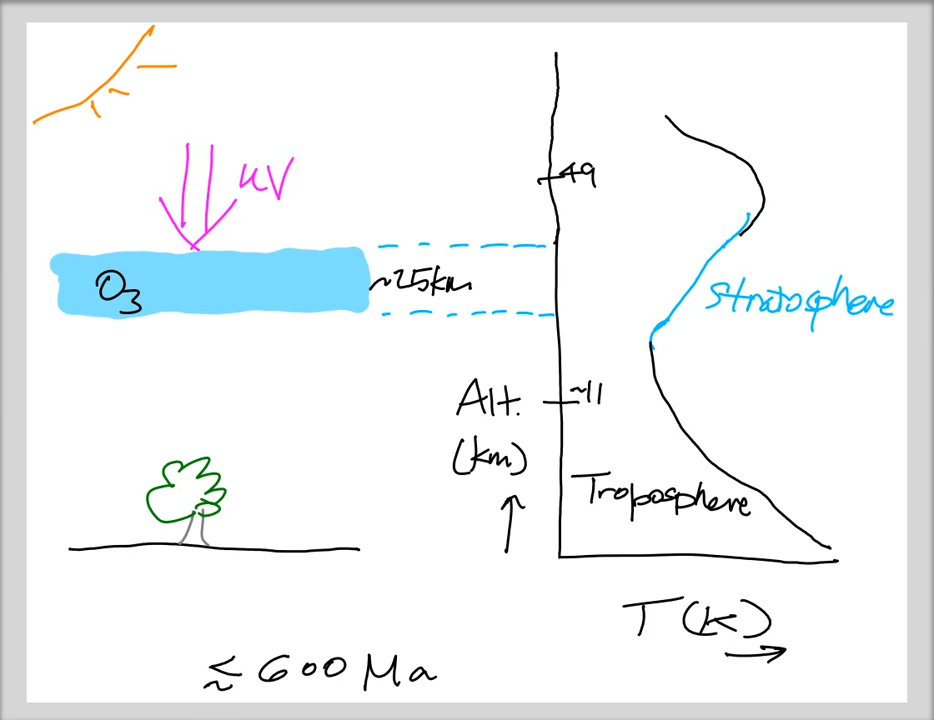 UV
49
O₃
~25km
Stratosphere
~11
Alt.
(km)
Troposphere
T(K)
≲ 600 Ma